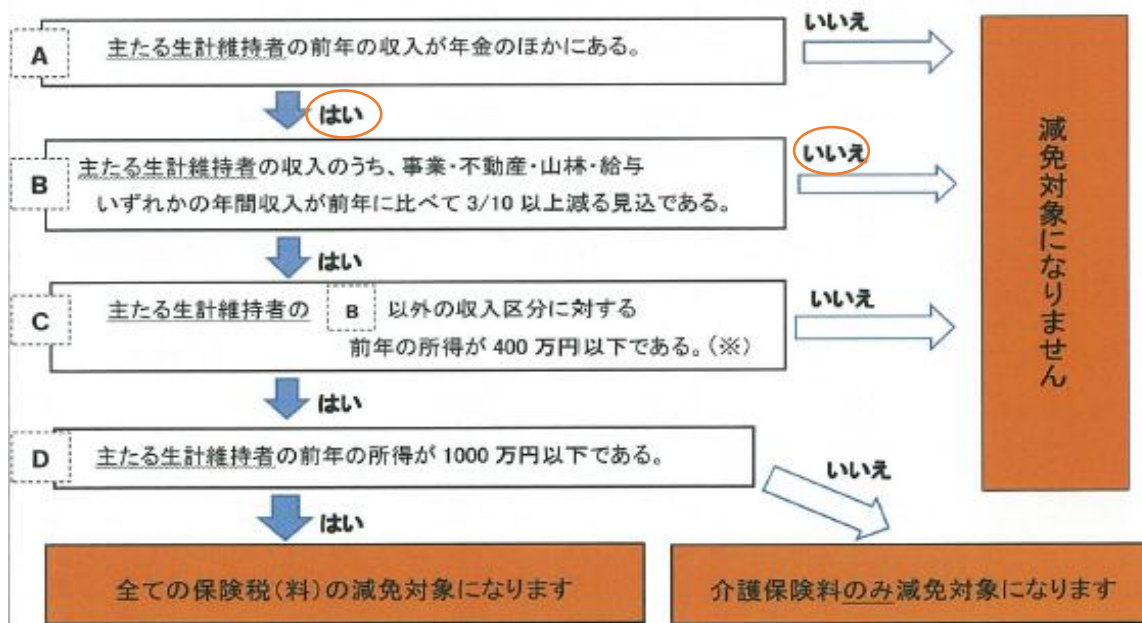 A
主たる生計維持者の前年の収入が年金のほかにある。
いいえ
はい
B
主たる生計維持者の収入のうち、事業・不動産・山林・給与
いずれかの年間収入が前年に比べて 3/10 以上減る見込である。
いいえ
はい
C
主たる生計維持者の B 以外の収入区分に対する
前年の所得が 400 万円以下である。(※)
いいえ
はい
D
主たる生計維持者の前年の所得が 1000 万円以下である。
いいえ
はい
減免対象になりません
全ての保険税(料)の減免対象になります
介護保険料のみ減免対象になります